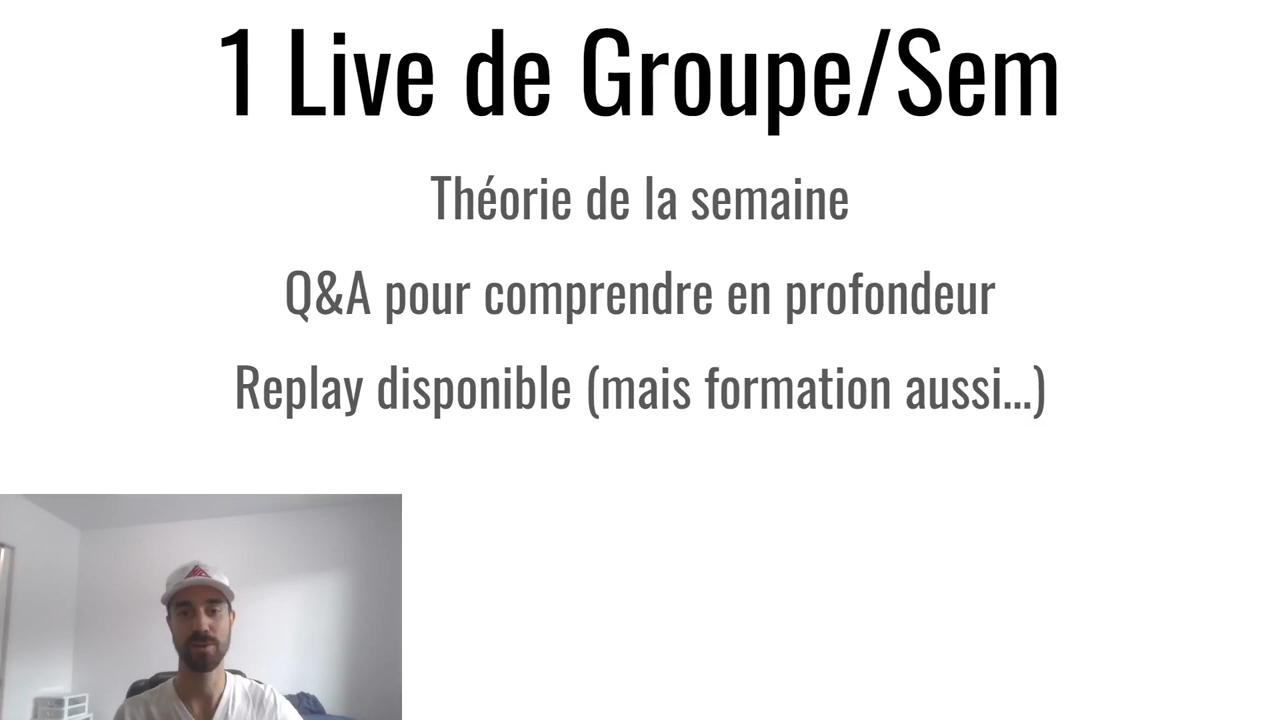 1 Live de Groupe/Sem
Théorie de la semaine
Q&A pour comprendre en profondeur
Replay disponible (mais formation aussi...)